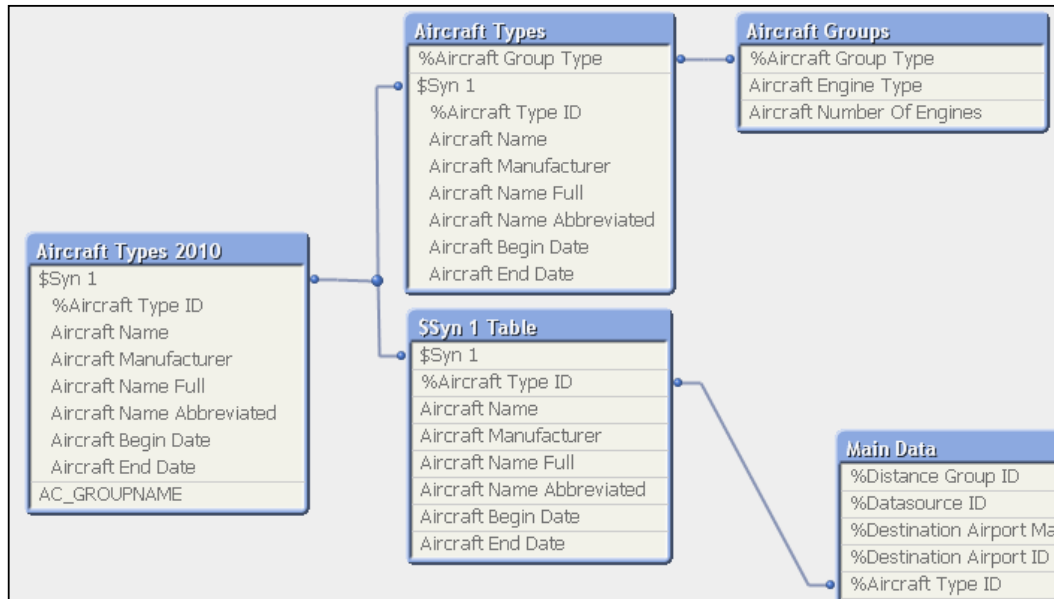 Aircraft Types
%Aircraft Group Type
$Syn 1
%Aircraft Type ID
Aircraft Name
Aircraft Manufacturer
Aircraft Name Full
Aircraft Name Abbreviated
Aircraft Begin Date
Aircraft End Date
Aircraft Groups
%Aircraft Group Type
Aircraft Engine Type
Aircraft Number Of Engines
Aircraft Types 2010
$Syn 1
%Aircraft Type ID
Aircraft Name
Aircraft Manufacturer
Aircraft Name Full
Aircraft Name Abbreviated
Aircraft Begin Date
Aircraft End Date
AC_GROUPNAME
$Syn 1 Table
$Syn 1
%Aircraft Type ID
Aircraft Name
Aircraft Manufacturer
Aircraft Name Full
Aircraft Name Abbreviated
Aircraft Begin Date
Aircraft End Date
Main Data
%Distance Group ID
%Datasource ID
%Destination Airport Ma
%Destination Airport ID
%Aircraft Type ID